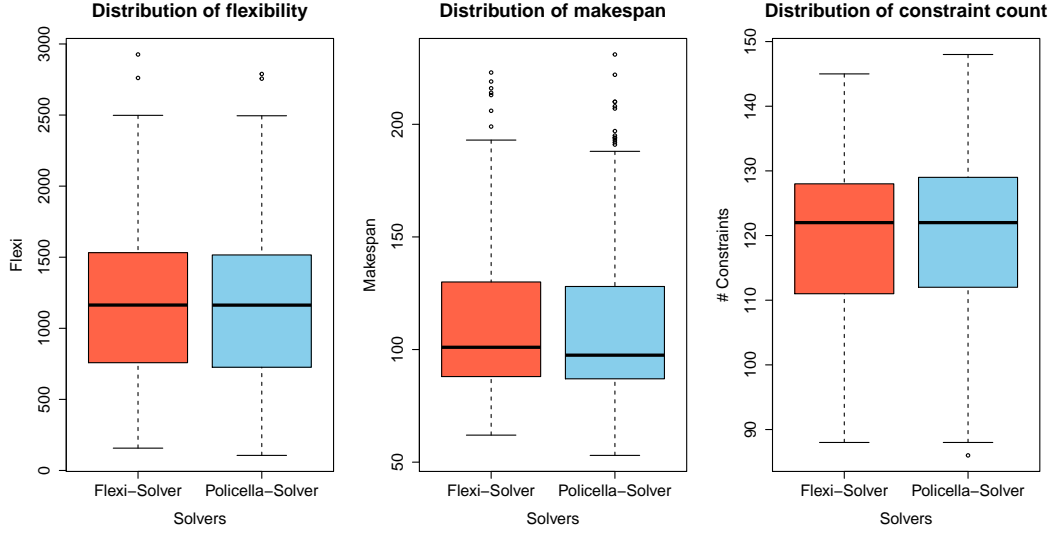 Distribution of flexibility
Flexi
3000
2500
2000
1500
1000
500
0
Flexi−Solver
Policella−Solver
Solvers
Distribution of makespan
Makespan
200
150
100
50
Flexi−Solver
Policella−Solver
Solvers
Distribution of constraint count
# Constraints
150
140
130
120
110
100
90
Flexi−Solver
Policella−Solver
Solvers